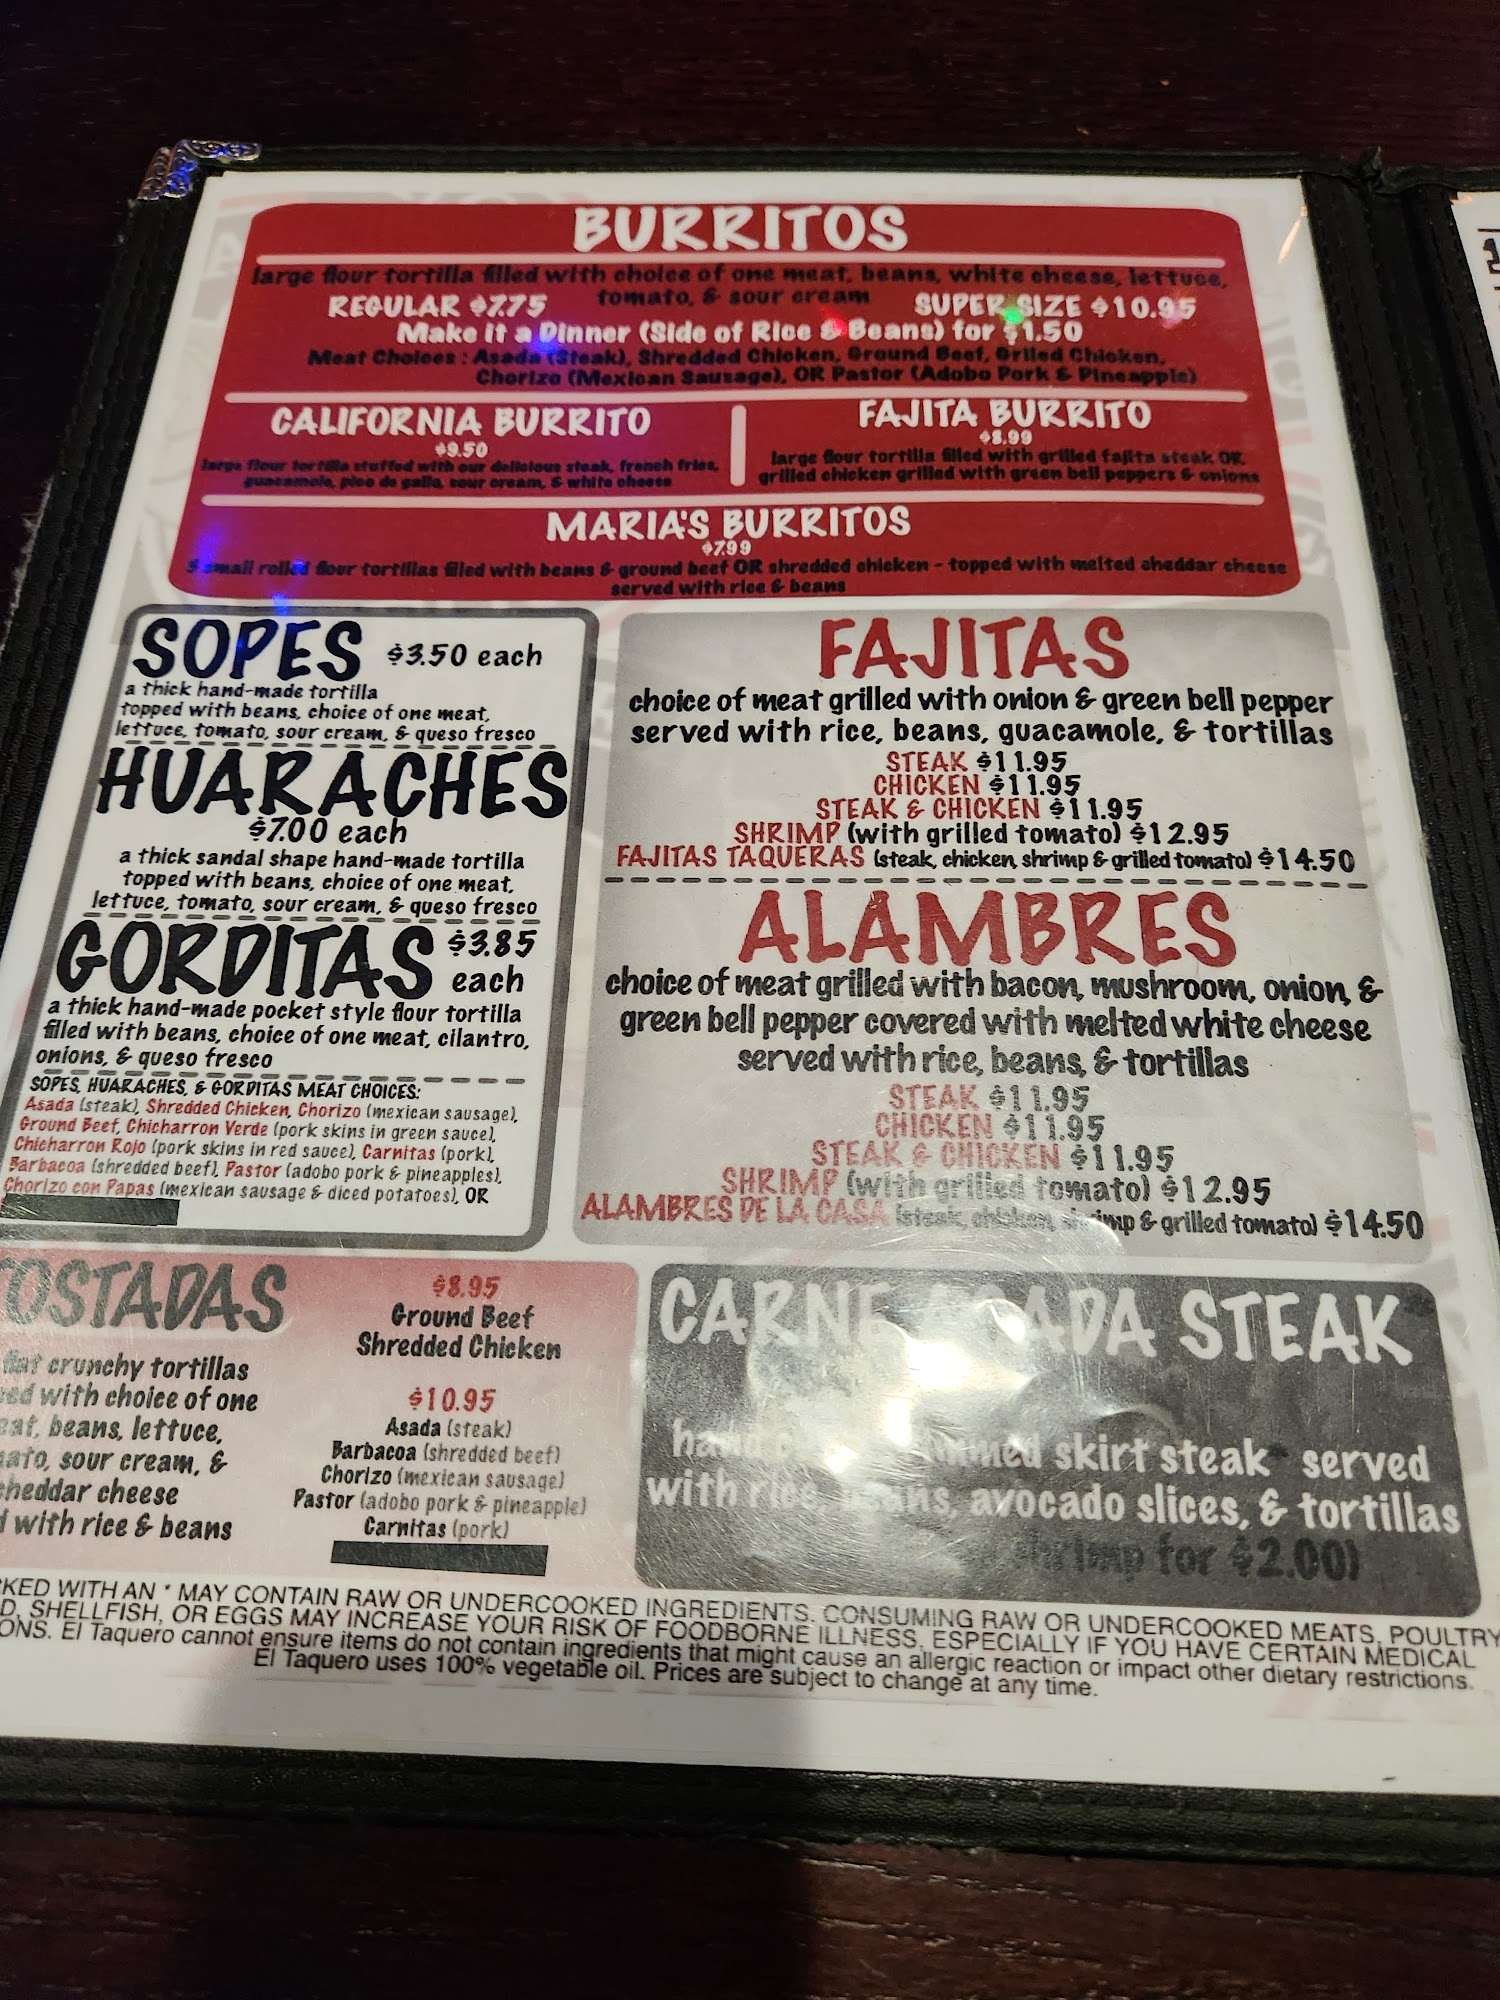 BURRITOS
large flour tortilla filled with choice of one meat, beans, white cheese, lettuce,
tomato, & sour cream
REGULAR $7.75
SUPER SIZE $10.95
Make it a Dinner (Side of Rice & Beans) for $1.50
Meat Choices : Asada (Steak), Shredded Chicken, Ground Beef, Grilled Chicken,
Chorizo (Mexican Sausage), OR Pastor (Adobo Pork & Pineapple)
CALIFORNIA BURRITO
$9.50
large flour tortilla stuffed with our delicious steak, french fries,
guacamole, pico de gallo, sour cream, & white cheese
FAJITA BURRITO
$8.99
large flour tortilla filled with grilled fajita steak OR
grilled chicken grilled with green bell peppers & onions
MARIA'S BURRITOS
$7.99
small rolled flour tortillas filled with beans & ground beef OR shredded chicken - topped with melted cheddar cheese
served with rice & beans
SOPES $3.50 each
a thick hand-made tortilla
topped with beans, choice of one meat,
lettuce, tomato, sour cream, & queso fresco
HUARACHES
$7.00 each
a thick sandal shape hand-made tortilla
topped with beans, choice of one meat,
lettuce, tomato, sour cream, & queso fresco
GORDITAS $3.85
each
a thick hand-made pocket style flour tortilla
filled with beans, choice of one meat, cilantro,
onions, & queso fresco
SOPES, HUARACHES, & GORDITAS MEAT CHOICES:
Asada (steak), Shredded Chicken, Chorizo (mexican sausage),
Ground Beef, Chicharron Verde (pork skins in green sauce),
Chicharron Rojo (pork skins in red sauce), Carnitas (pork),
Barbacoa (shredded beef), Pastor (adobo pork & pineapples),
Chorizo con Papas (mexican sausage & diced potatoes), OR
FAJITAS
choice of meat grilled with onion & green bell pepper
served with rice, beans, guacamole, & tortillas
STEAK $11.95
CHICKEN $11.95
STEAK & CHICKEN $11.95
SHRIMP (with grilled tomato) $12.95
FAJITAS TAQUERAS (steak, chicken, shrimp & grilled tomato) $14.50
ALAMBRES
choice of meat grilled with bacon, mushroom, onion, &
green bell pepper covered with melted white cheese
served with rice, beans, & tortillas
STEAK $11.95
CHICKEN $11.95
STEAK & CHICKEN $11.95
SHRIMP (with grilled tomato) $12.95
ALAMBRES DE LA CASA (steak, chicken, shrimp & grilled tomato) $14.50
TOSTADAS
flat crunchy tortillas
with choice of one
beans, lettuce,
sour cream, &
cheddar cheese
with rice & beans
$8.95
Ground Beef
Shredded Chicken
$10.95
Asada (steak)
Barbacoa (shredded beef)
Chorizo (mexican sausage)
Pastor (adobo pork & pineapple)
Carnitas (pork)
CARNE ASADA STEAK
skirt steak* served
with rice, beans, avocado slices, & tortillas
shrimp for $2.00)
WITH AN * MAY CONTAIN RAW OR UNDERCOOKED INGREDIENTS. CONSUMING RAW OR UNDERCOOKED MEATS, POULTRY
SHELLFISH, OR EGGS MAY INCREASE YOUR RISK OF FOODBORNE ILLNESS, ESPECIALLY IF YOU HAVE CERTAIN MEDICAL
El Taquero cannot ensure items do not contain ingredients that might cause an allergic reaction or impact other dietary restrictions.
El Taquero uses 100% vegetable oil. Prices are subject to change at any time.